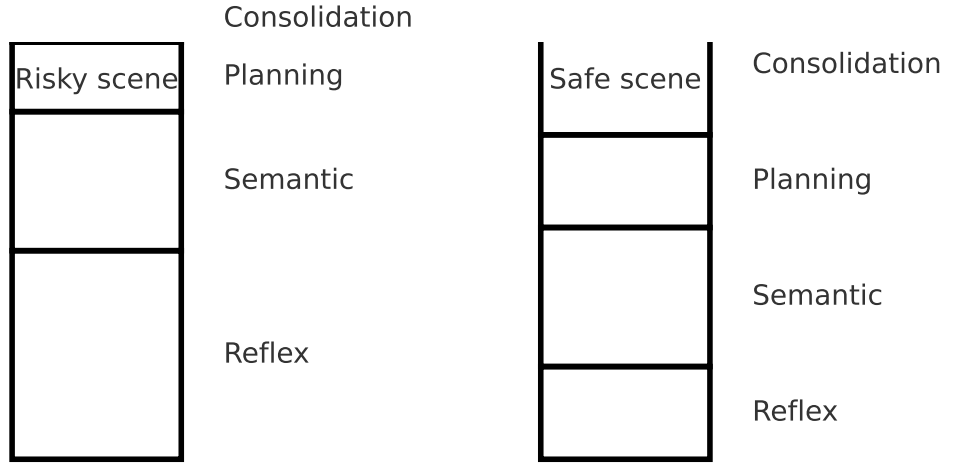 Consolidation
Risky scene
Planning
Semantic
Reflex
Safe scene
Consolidation
Planning
Semantic
Reflex